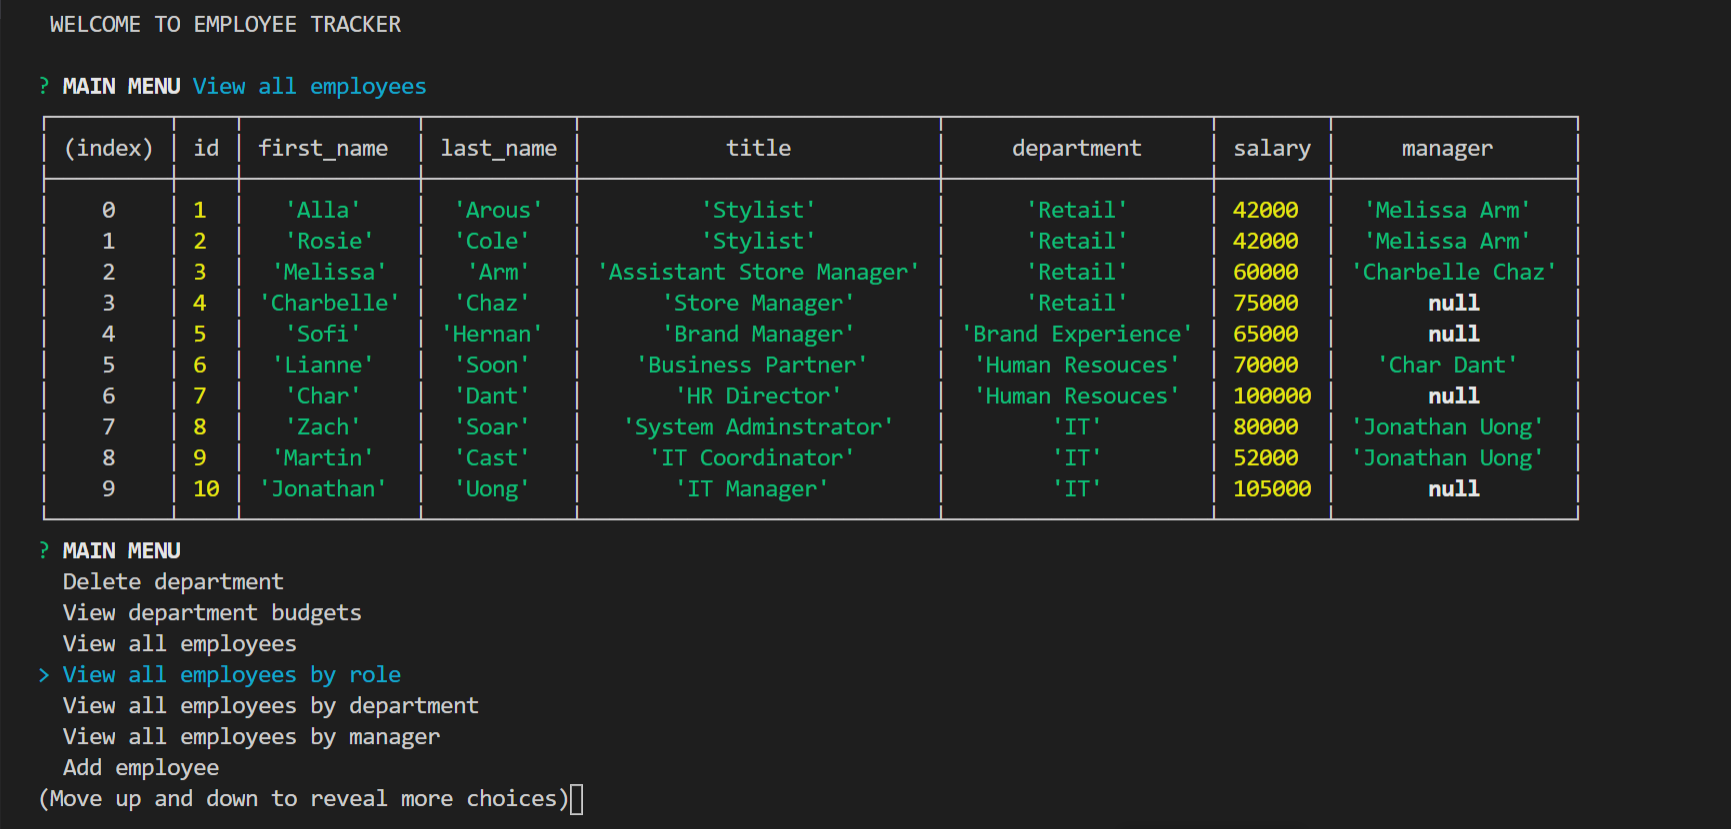 WELCOME TO EMPLOYEE TRACKER
? MAIN MENU View all employees
(index) id first_name last_name title department salary manager
0 1 'Alla' 'Arous' 'Stylist' 'Retail' 42000 'Melissa Arm'
1 2 'Rosie' 'Cole' 'Stylist' 'Retail' 42000 'Melissa Arm'
2 3 'Melissa' 'Arm' 'Assistant Store Manager' 'Retail' 60000 'Charbelle Chaz'
3 4 'Charbelle' 'Chaz' 'Store Manager' 'Retail' 75000 null
4 5 'Sofi' 'Hernan' 'Brand Manager' 'Brand Experience' 65000 null
5 6 'Lianne' 'Soon' 'Business Partner' 'Human Resouces' 70000 'Char Dant'
6 7 'Char' 'Dant' 'HR Director' 'Human Resouces' 100000 null
7 8 'Zach' 'Soar' 'System Adminstrator' 'IT' 80000 'Jonathan Uong'
8 9 'Martin' 'Cast' 'IT Coordinator' 'IT' 52000 'Jonathan Uong'
9 10 'Jonathan' 'Uong' 'IT Manager' 'IT' 105000 null
? MAIN MENU
Delete department
View department budgets
View all employees
> View all employees by role
View all employees by department
View all employees by manager
Add employee
(Move up and down to reveal more choices)